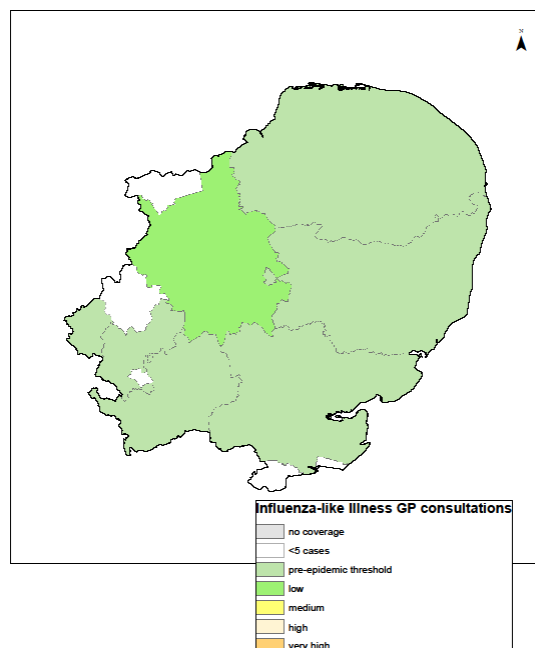 N
Influenza-like Illness GP consultations
no coverage
<5 cases
pre-epidemic threshold
low
medium
high
very high